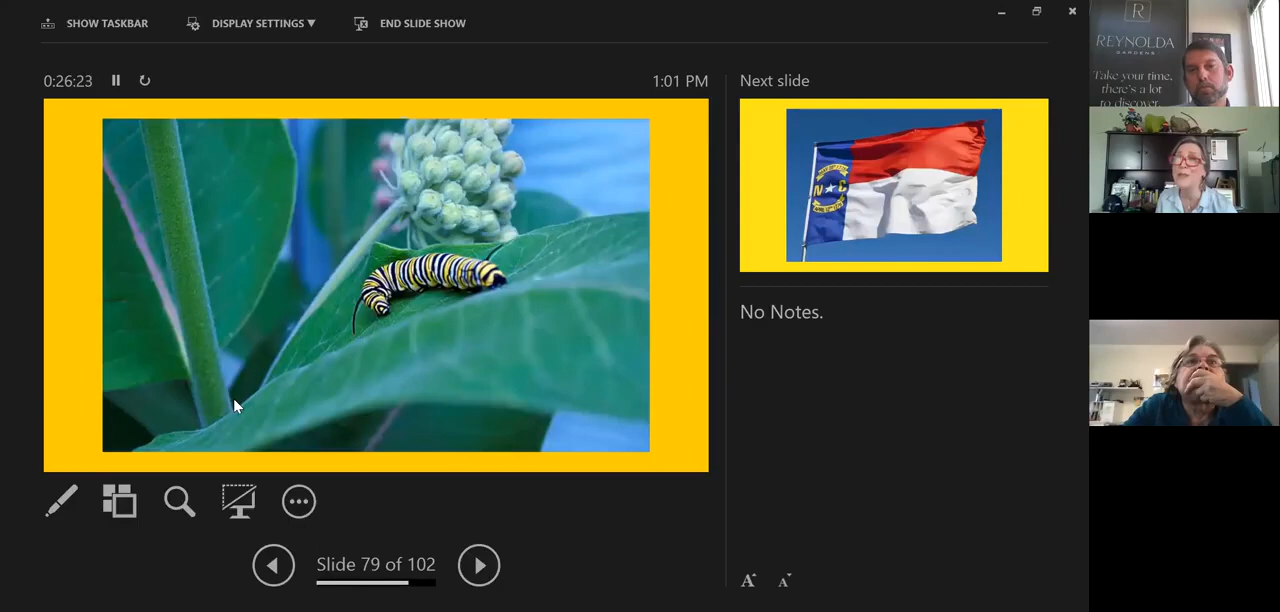 SHOW TASKBAR
DISPLAY SETTINGS ▼
END SLIDE SHOW
0:26:23
1:01 PM
Next slide
N C
No Notes.
Slide 79 of 102
A A
R
REYNOLDA
GARDENS
Take your time,
there's a lot
to discover.